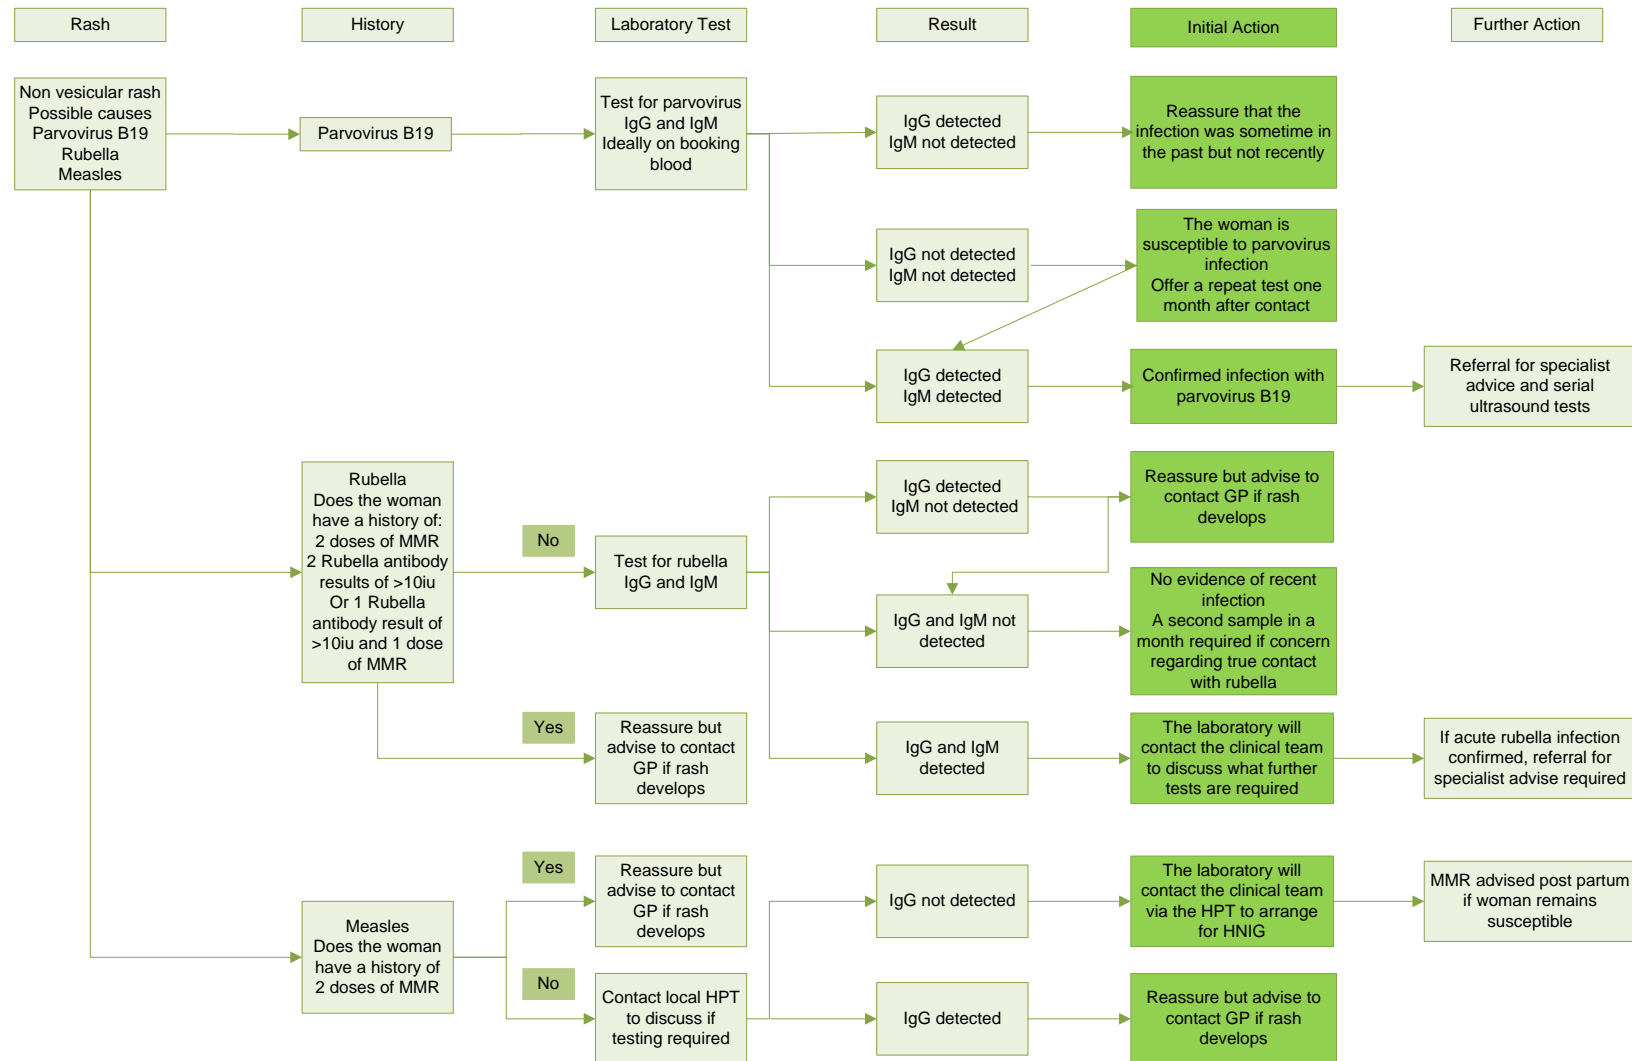 Rash
History
Laboratory Test
Result
Initial Action
Further Action
Non vesicular rash
Possible causes
Parvovirus B19
Rubella
Measles
Parvovirus B19
Test for parvovirus
IgG and IgM
Ideally on booking
blood
IgG detected
IgM not detected
Reassure that the
infection was sometime in
the past but not recently
IgG not detected
IgM not detected
The woman is
susceptible to parvovirus
infection
Offer a repeat test one
month after contact
IgG detected
IgM detected
Confirmed infection with
parvovirus B19
Referral for specialist
advice and serial
ultrasound tests
Rubella
Does the woman
have a history of:
2 doses of MMR
2 Rubella antibody
results of >10iu
Or 1 Rubella
antibody result of
>10iu and 1 dose
of MMR
No
Test for rubella
IgG and IgM
IgG detected
IgM not detected
Reassure but advise to
contact GP if rash
develops
IgG and IgM not
detected
No evidence of recent
infection
A second sample in a
month required if concern
regarding true contact
with rubella
Yes
Reassure but
advise to contact
GP if rash
develops
IgG and IgM
detected
The laboratory will
contact the clinical team
to discuss what further
tests are required
If acute rubella infection
confirmed, referral for
specialist advise required
Measles
Does the woman
have a history of
2 doses of MMR
Yes
Reassure but
advise to contact
GP if rash
develops
No
Contact local HPT
to discuss if
testing required
IgG not detected
The laboratory will
contact the clinical team
via the HPT to arrange
for HNIG
MMR advised post partum
if woman remains
susceptible
IgG detected
Reassure but advise to
contact GP if rash
develops